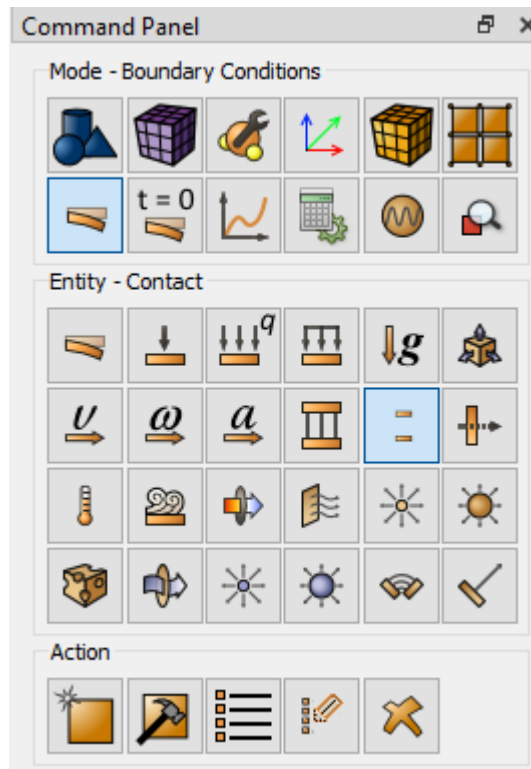 Command Panel
Mode - Boundary Conditions
t = 0
Entity - Contact
q
g
υ ω a
Action